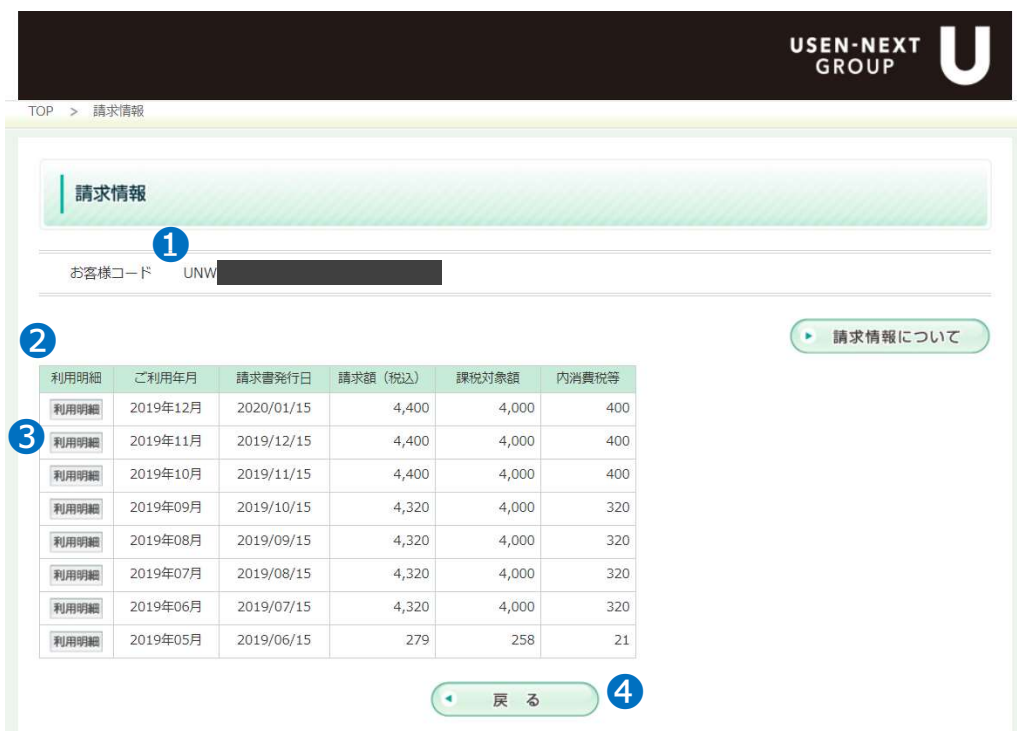 USEN-NEXT
GROUP
U
TOP > 請求情報
請求情報
1
お客様コード UNW
2
請求情報について
利用明細 ご利用年月 請求書発行日 請求額（税込） 課税対象額 内消費税等
利用明細 2019年12月 2020/01/15 4,400 4,000 400
3
利用明細 2019年11月 2019/12/15 4,400 4,000 400
利用明細 2019年10月 2019/11/15 4,400 4,000 400
利用明細 2019年09月 2019/10/15 4,320 4,000 320
利用明細 2019年08月 2019/09/15 4,320 4,000 320
利用明細 2019年07月 2019/08/15 4,320 4,000 320
利用明細 2019年06月 2019/07/15 4,320 4,000 320
利用明細 2019年05月 2019/06/15 279 258 21
戻 る
4